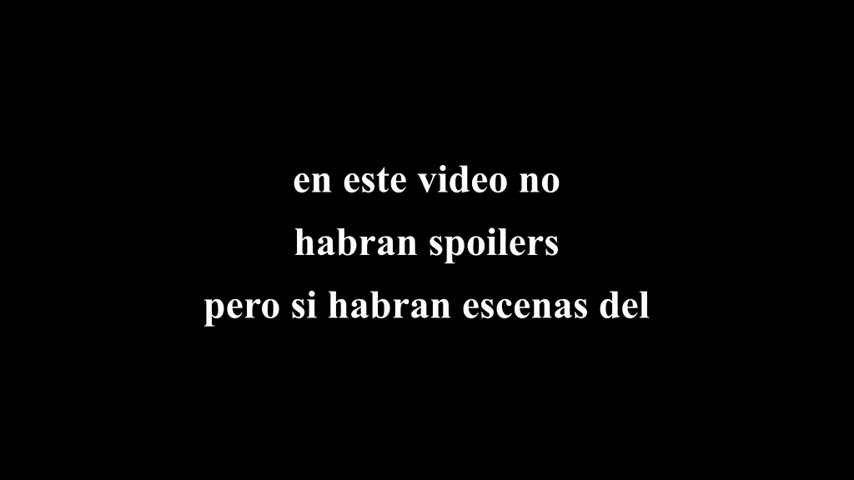 en este video no
habran spoilers
pero si habran escenas del